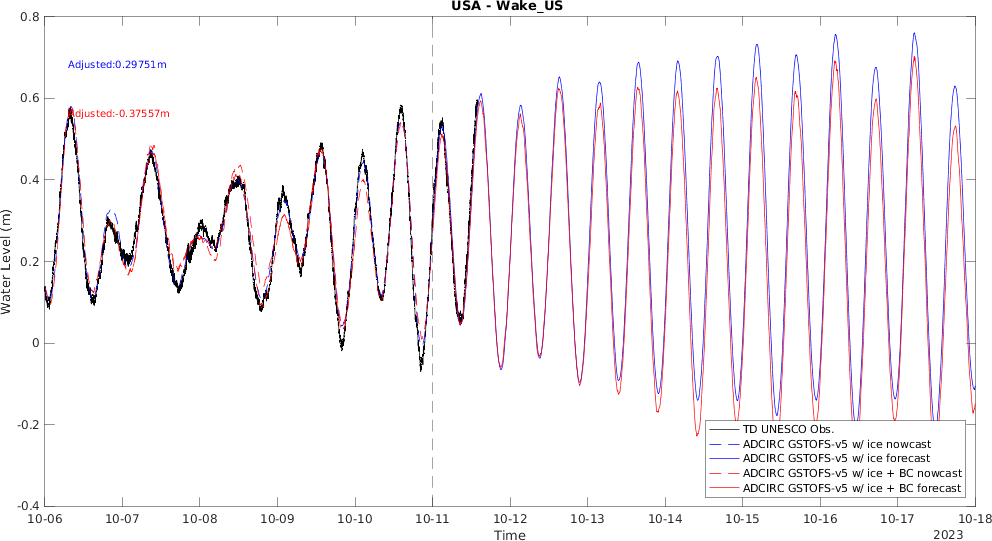 USA - Wake_US
0.8
0.6
0.4
0.2
0
-0.2
-0.4
Water Level (m)
Adjusted:0.29751m
Adjusted:-0.37557m
TD UNESCO Obs.
ADCIRC GSTOFS-v5 w/ ice nowcast
ADCIRC GSTOFS-v5 w/ ice forecast
ADCIRC GSTOFS-v5 w/ ice + BC nowcast
ADCIRC GSTOFS-v5 w/ ice + BC forecast
10-06 10-07 10-08 10-09 10-10 10-11 10-12 10-13 10-14 10-15 10-16 10-17 10-18
Time
2023